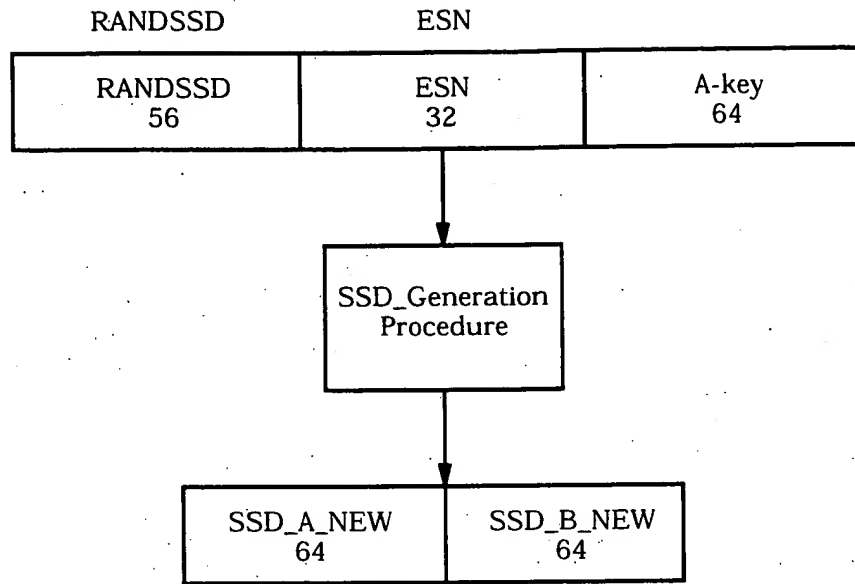 RANDSSD ESN
RANDSSD ESN A-key
56 32 64
SSD_Generation
Procedure
SSD_A_NEW SSD_B_NEW
64 64